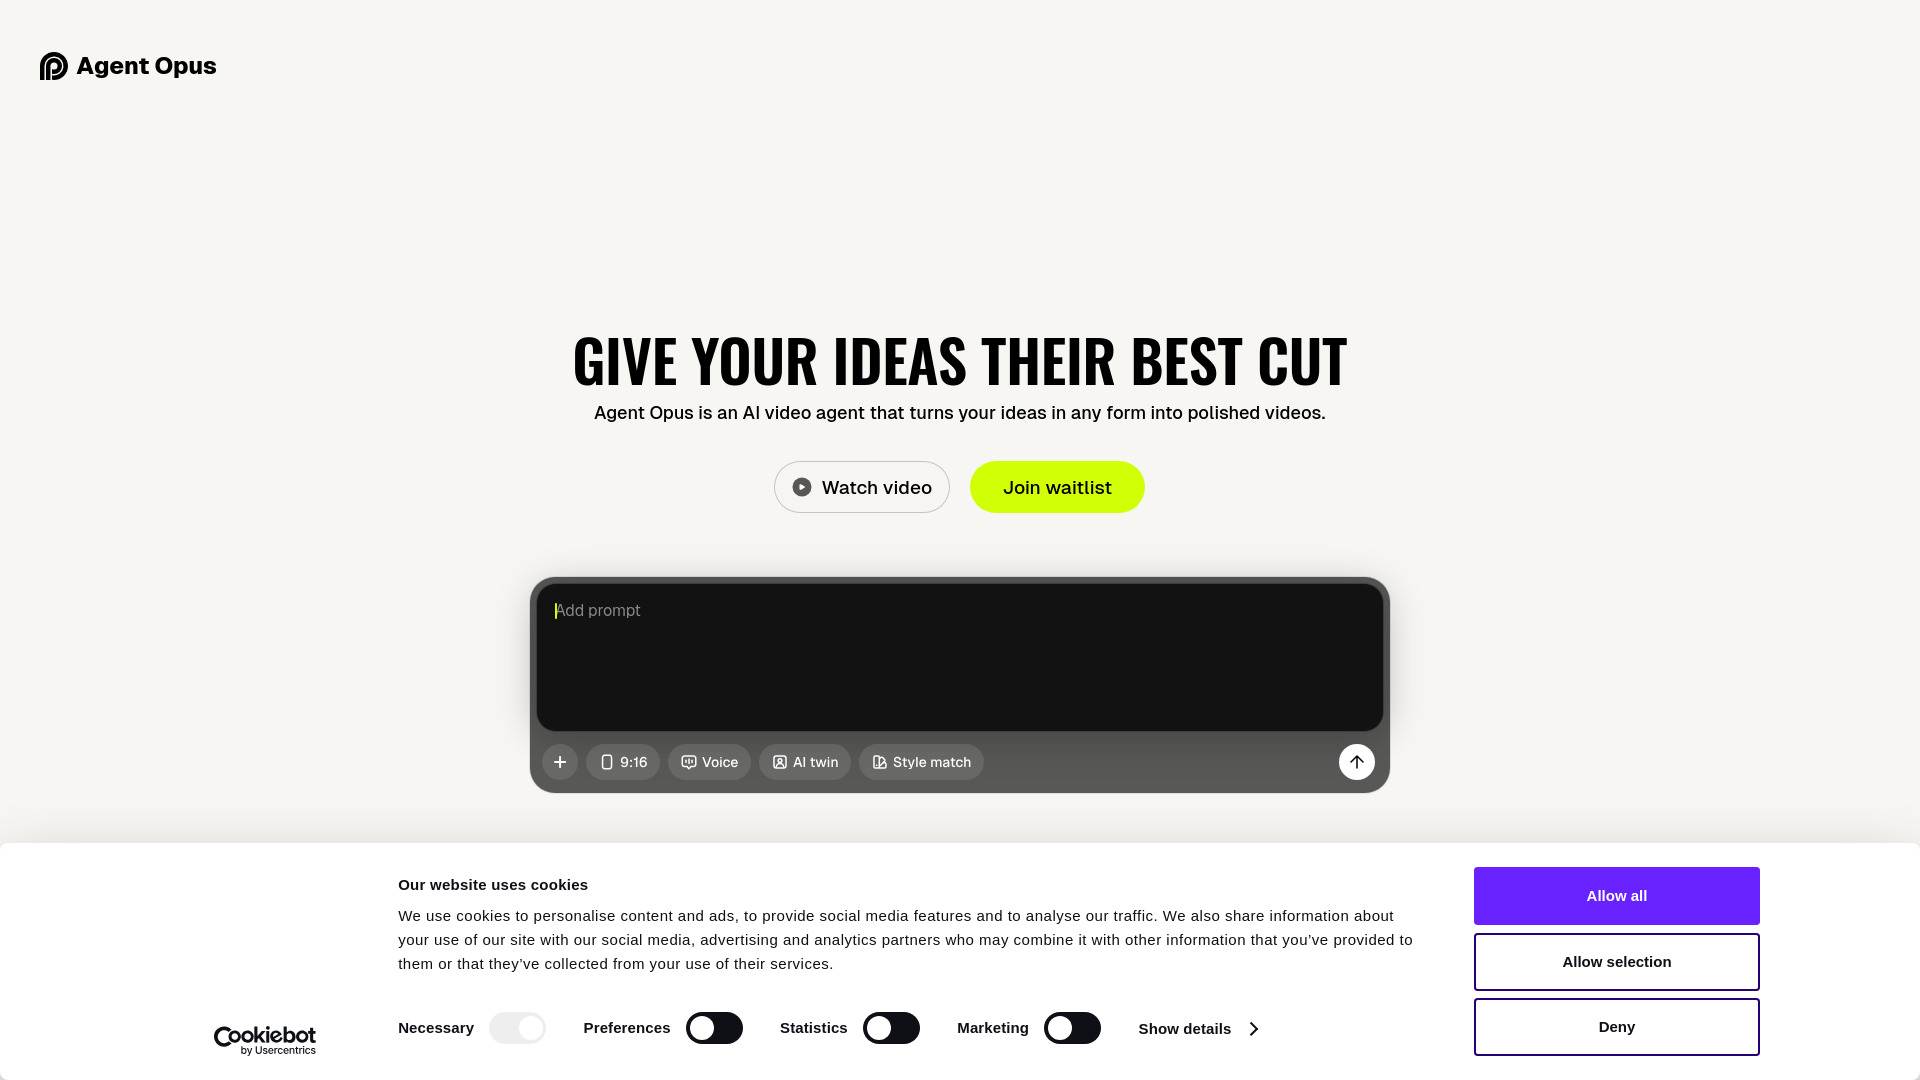 Agent Opus
GIVE YOUR IDEAS THEIR BEST CUT
Agent Opus is an AI video agent that turns your ideas in any form into polished videos.
Watch video
Join waitlist
Add prompt
9:16
Voice
AI twin
Style match
Our website uses cookies
We use cookies to personalise content and ads, to provide social media features and to analyse our traffic. We also share information about
your use of our site with our social media, advertising and analytics partners who may combine it with other information that you’ve provided to
them or that they’ve collected from your use of their services.
Necessary
Preferences
Statistics
Marketing
Show details
Allow all
Allow selection
Deny
Cookiebot
by Usercentrics